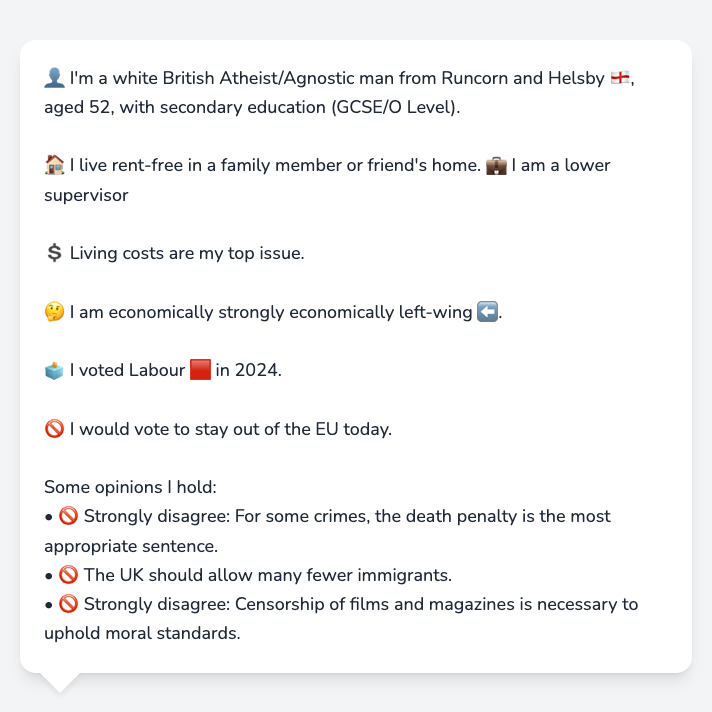 👤 I'm a white British Atheist/Agnostic man from Runcorn and Helsby 🏴󠁧󠁢󠁥󠁮󠁧󠁿,
aged 52, with secondary education (GCSE/O Level).
🏠 I live rent-free in a family member or friend's home. 💼 I am a lower
supervisor
💲 Living costs are my top issue.
🤔 I am economically strongly economically left-wing ⬅️.
🗳️ I voted Labour 🟥 in 2024.
🚫 I would vote to stay out of the EU today.
Some opinions I hold:
• 🚫 Strongly disagree: For some crimes, the death penalty is the most
appropriate sentence.
• 🚫 The UK should allow many fewer immigrants.
• 🚫 Strongly disagree: Censorship of films and magazines is necessary to
uphold moral standards.